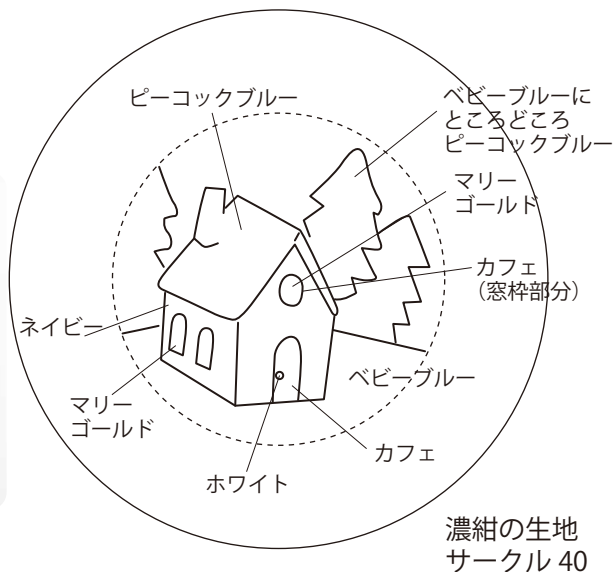 ピーコックブルー
ベビーブルーに
ところどころ
ピーコックブルー
マリー
ゴールド
カフェ
（窓枠部分）
ネイビー
マリー
ゴールド
ベビーブルー
カフェ
ホワイト
濃紺の生地
サークル 40